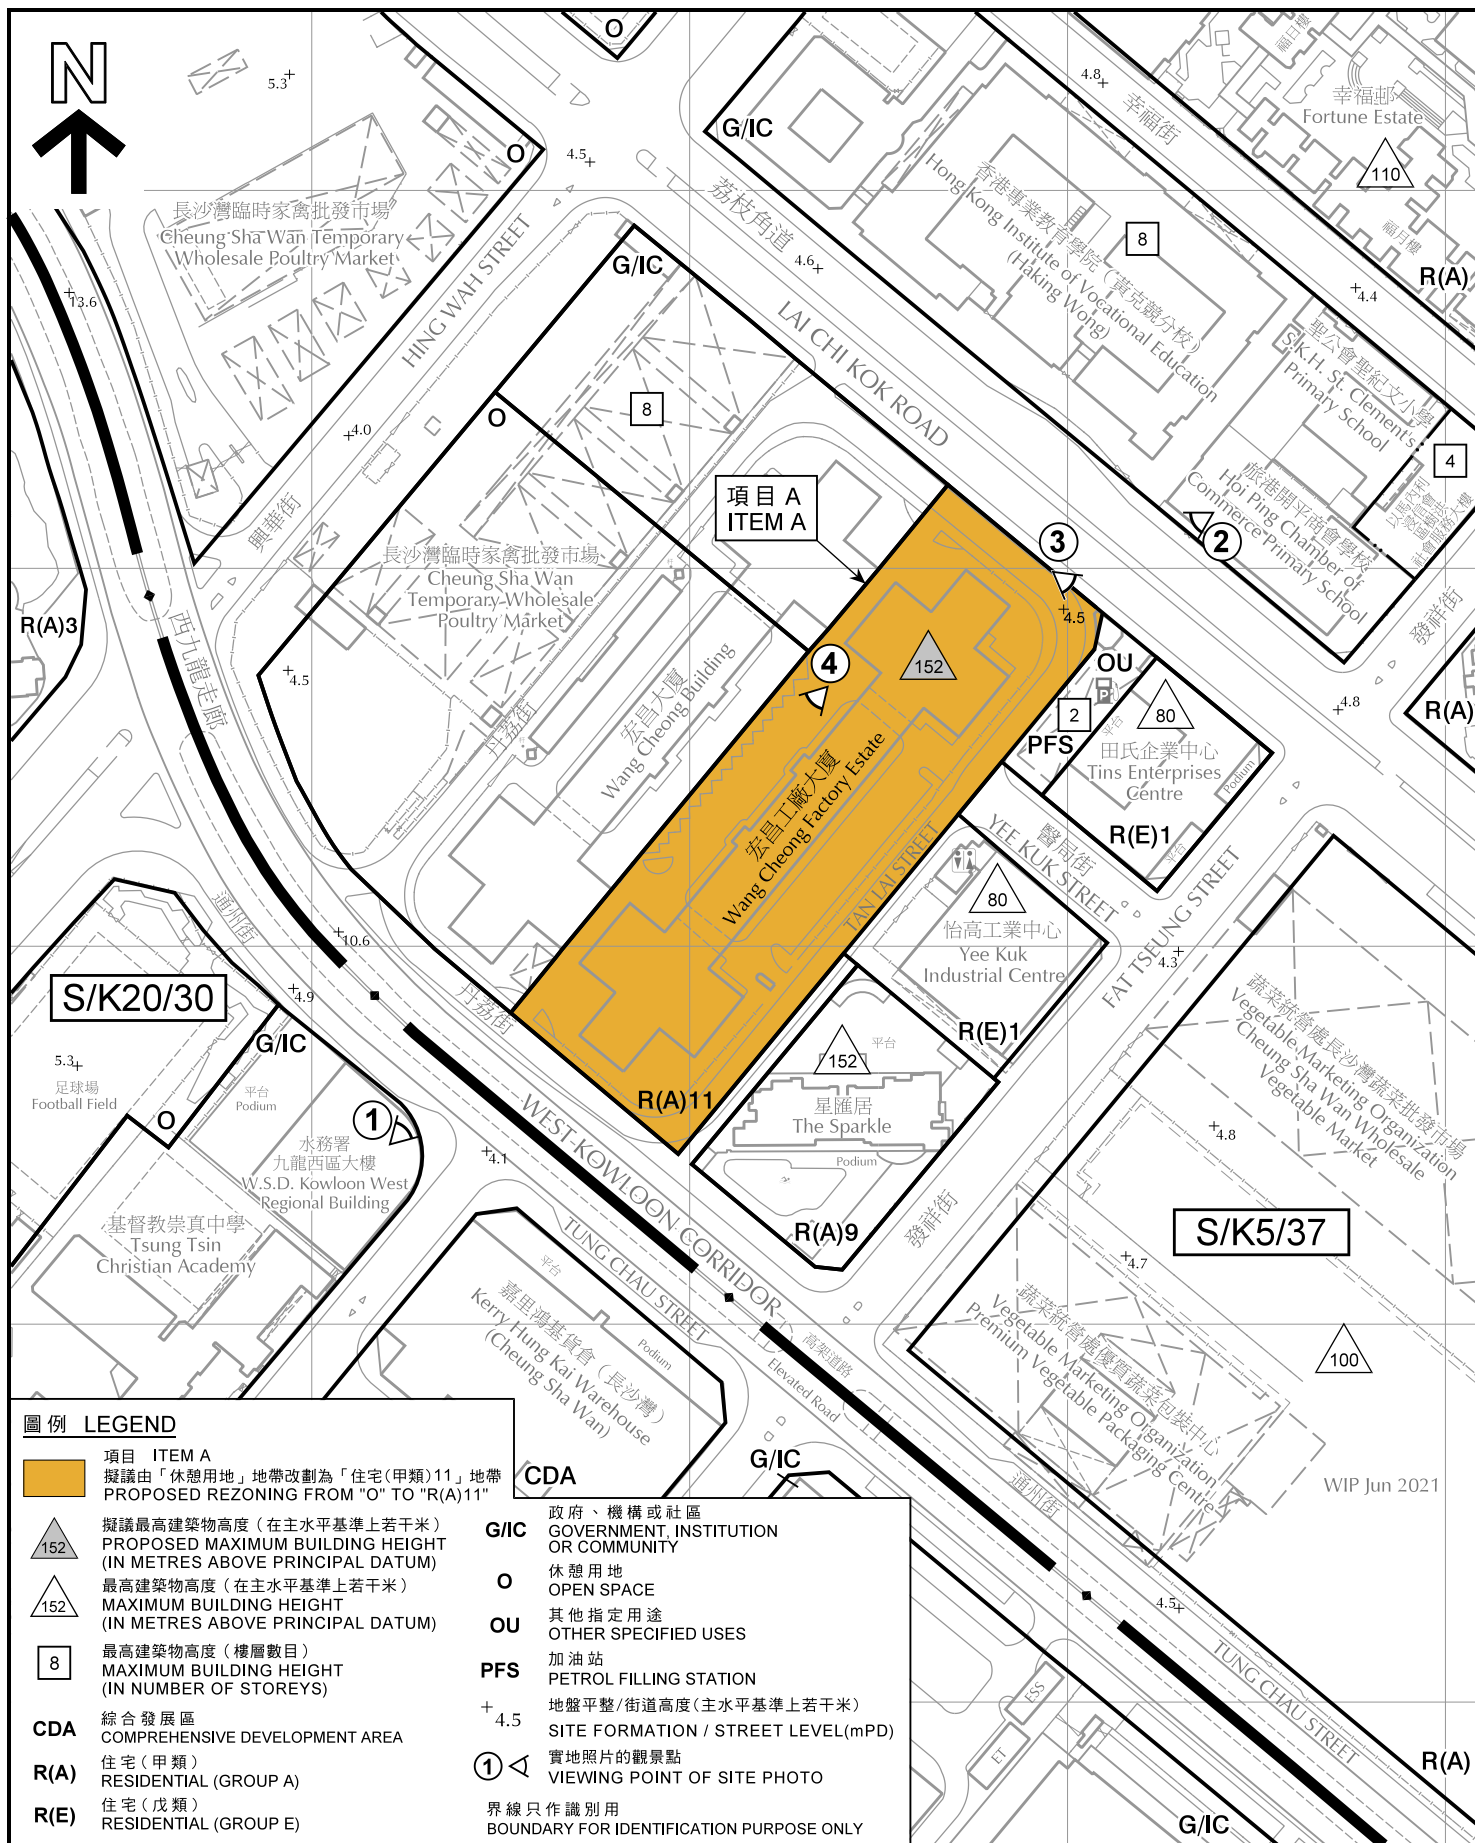 N
O
5.3
4.8
幸福街
福日樓
幸福邨
Fortune Estate
110
福月樓
R(A)
G/IC
O
4.5
荔枝角道
香港專業教育學院（黃克競分校）
Hong Kong Institute of Vocational Education
(Haking Wong)
8
長沙灣臨時家禽批發市場
Cheung Sha Wan Temporary
Wholesale Poultry Market
HING WAH STREET
G/IC
4.6
LAI CHI KOK ROAD
4.4
聖公會聖紀文小學
S.K.H. St. Clement's
Primary School
13.6
4.0
O
8
4
旅港開平商會學校
Hoi Ping Chamber of
Commerce Primary School
興華街
項目 A
ITEM A
3
2
長沙灣臨時家禽批發市場
Cheung Sha Wan
Temporary Wholesale
Poultry Market
4.5
R(A)3
西九龍走廊
4.5
發祥街
宏昌大廈
Wang Cheong Building
丹荔街
4
152
OU
2
PFS
80
平台
田氏企業中心
Tins Enterprises
Centre
Podium
4.8
R(A)
R(E)1
平台
宏昌工廠大廈
Wang Cheong Factory Estate
TAN LAI STREET
醫局街
YEE KUK STREET
80
怡高工業中心
Yee Kuk
Industrial Centre
FAT TSEUNG STREET
4.3
通州街
10.6
S/K20/30
4.9
丹荔街
R(E)1
蔬菜統營處長沙灣蔬菜批發市場
Vegetable Marketing Organization
Cheung Sha Wan Wholesale
Vegetable Market
G/IC
5.3
足球場
Football Field
平台
Podium
O
1
水務署
九龍西區大樓
W.S.D. Kowloon West
Regional Building
R(A)11
152
平台
星匯居
The Sparkle
Podium
4.8
4.1
WEST KOWLOON CORRIDOR
基督教崇真中學
Tsung Tsin
Christian Academy
R(A)9
發祥街
S/K5/37
4.7
TUNG CHAU STREET
平台
嘉里鴻基貨倉（長沙灣）
Kerry Hung Kai Warehouse
(Cheung Sha Wan)
Podium
高架道路
Elevated Road
蔬菜統營處優質蔬菜包裝中心
Vegetable Marketing Organization
Premium Vegetable Packaging Centre
100
CDA
G/IC
通州街
WIP Jun 2021
4.5
TUNG CHAU STREET
ESS
ET
R(A)
G/IC
圖例 LEGEND
項目 ITEM A
擬議由「休憩用地」地帶改劃為「住宅(甲類)11」地帶
PROPOSED REZONING FROM "O" TO "R(A)11"
152
擬議最高建築物高度（在主水平基準上若干米）
PROPOSED MAXIMUM BUILDING HEIGHT
(IN METRES ABOVE PRINCIPAL DATUM)
152
最高建築物高度（在主水平基準上若干米）
MAXIMUM BUILDING HEIGHT
(IN METRES ABOVE PRINCIPAL DATUM)
8
最高建築物高度（樓層數目）
MAXIMUM BUILDING HEIGHT
(IN NUMBER OF STOREYS)
CDA
綜合發展區
COMPREHENSIVE DEVELOPMENT AREA
R(A)
住宅（甲類）
RESIDENTIAL (GROUP A)
R(E)
住宅（戊類）
RESIDENTIAL (GROUP E)
G/IC
政府、機構或社區
GOVERNMENT, INSTITUTION
OR COMMUNITY
O
休憩用地
OPEN SPACE
OU
其他指定用途
OTHER SPECIFIED USES
PFS
加油站
PETROL FILLING STATION
4.5
地盤平整/街道高度(主水平基準上若干米)
SITE FORMATION / STREET LEVEL(mPD)
1
實地照片的觀景點
VIEWING POINT OF SITE PHOTO
界線只作識別用
BOUNDARY FOR IDENTIFICATION PURPOSE ONLY